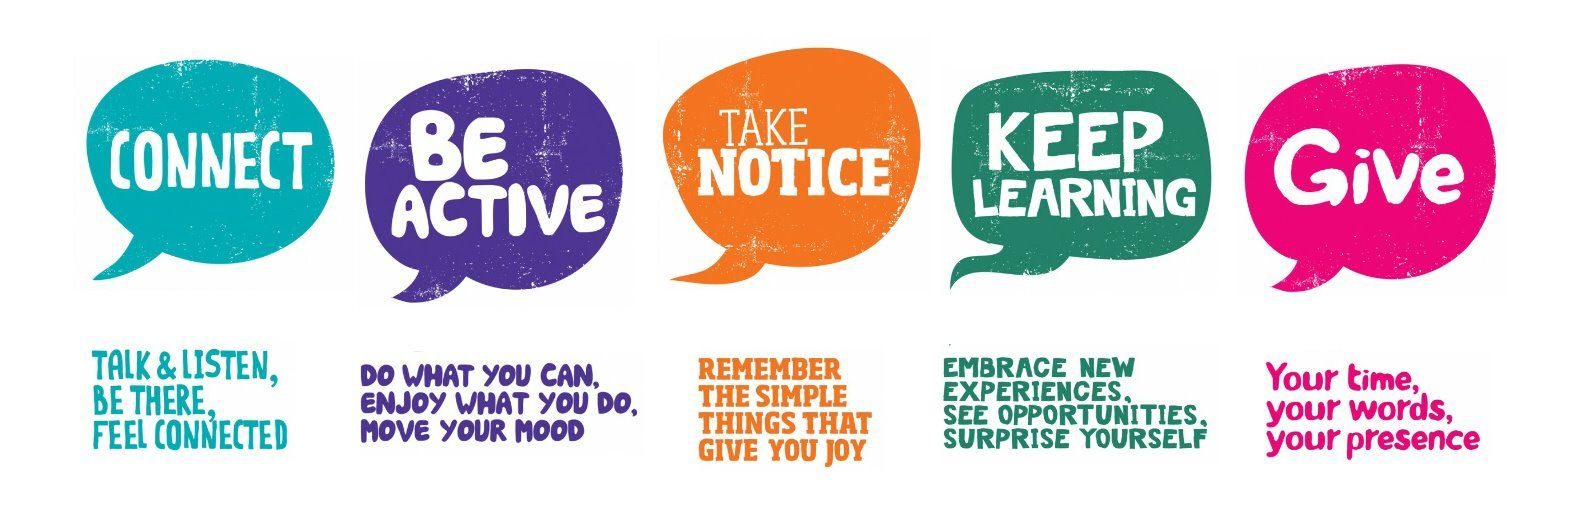 CONNECT
BE
ACTIVE
TAKE
NOTICE
KEEP
LEARNING
Give
TALK & LISTEN,
BE THERE,
FEEL CONNECTED
DO WHAT YOU CAN,
ENJOY WHAT YOU DO,
MOVE YOUR MOOD
REMEMBER
THE SIMPLE
THINGS THAT
GIVE YOU JOY
EMBRACE NEW
EXPERIENCES,
SEE OPPORTUNITIES,
SURPRISE YOURSELF
Your time,
your words,
your presence